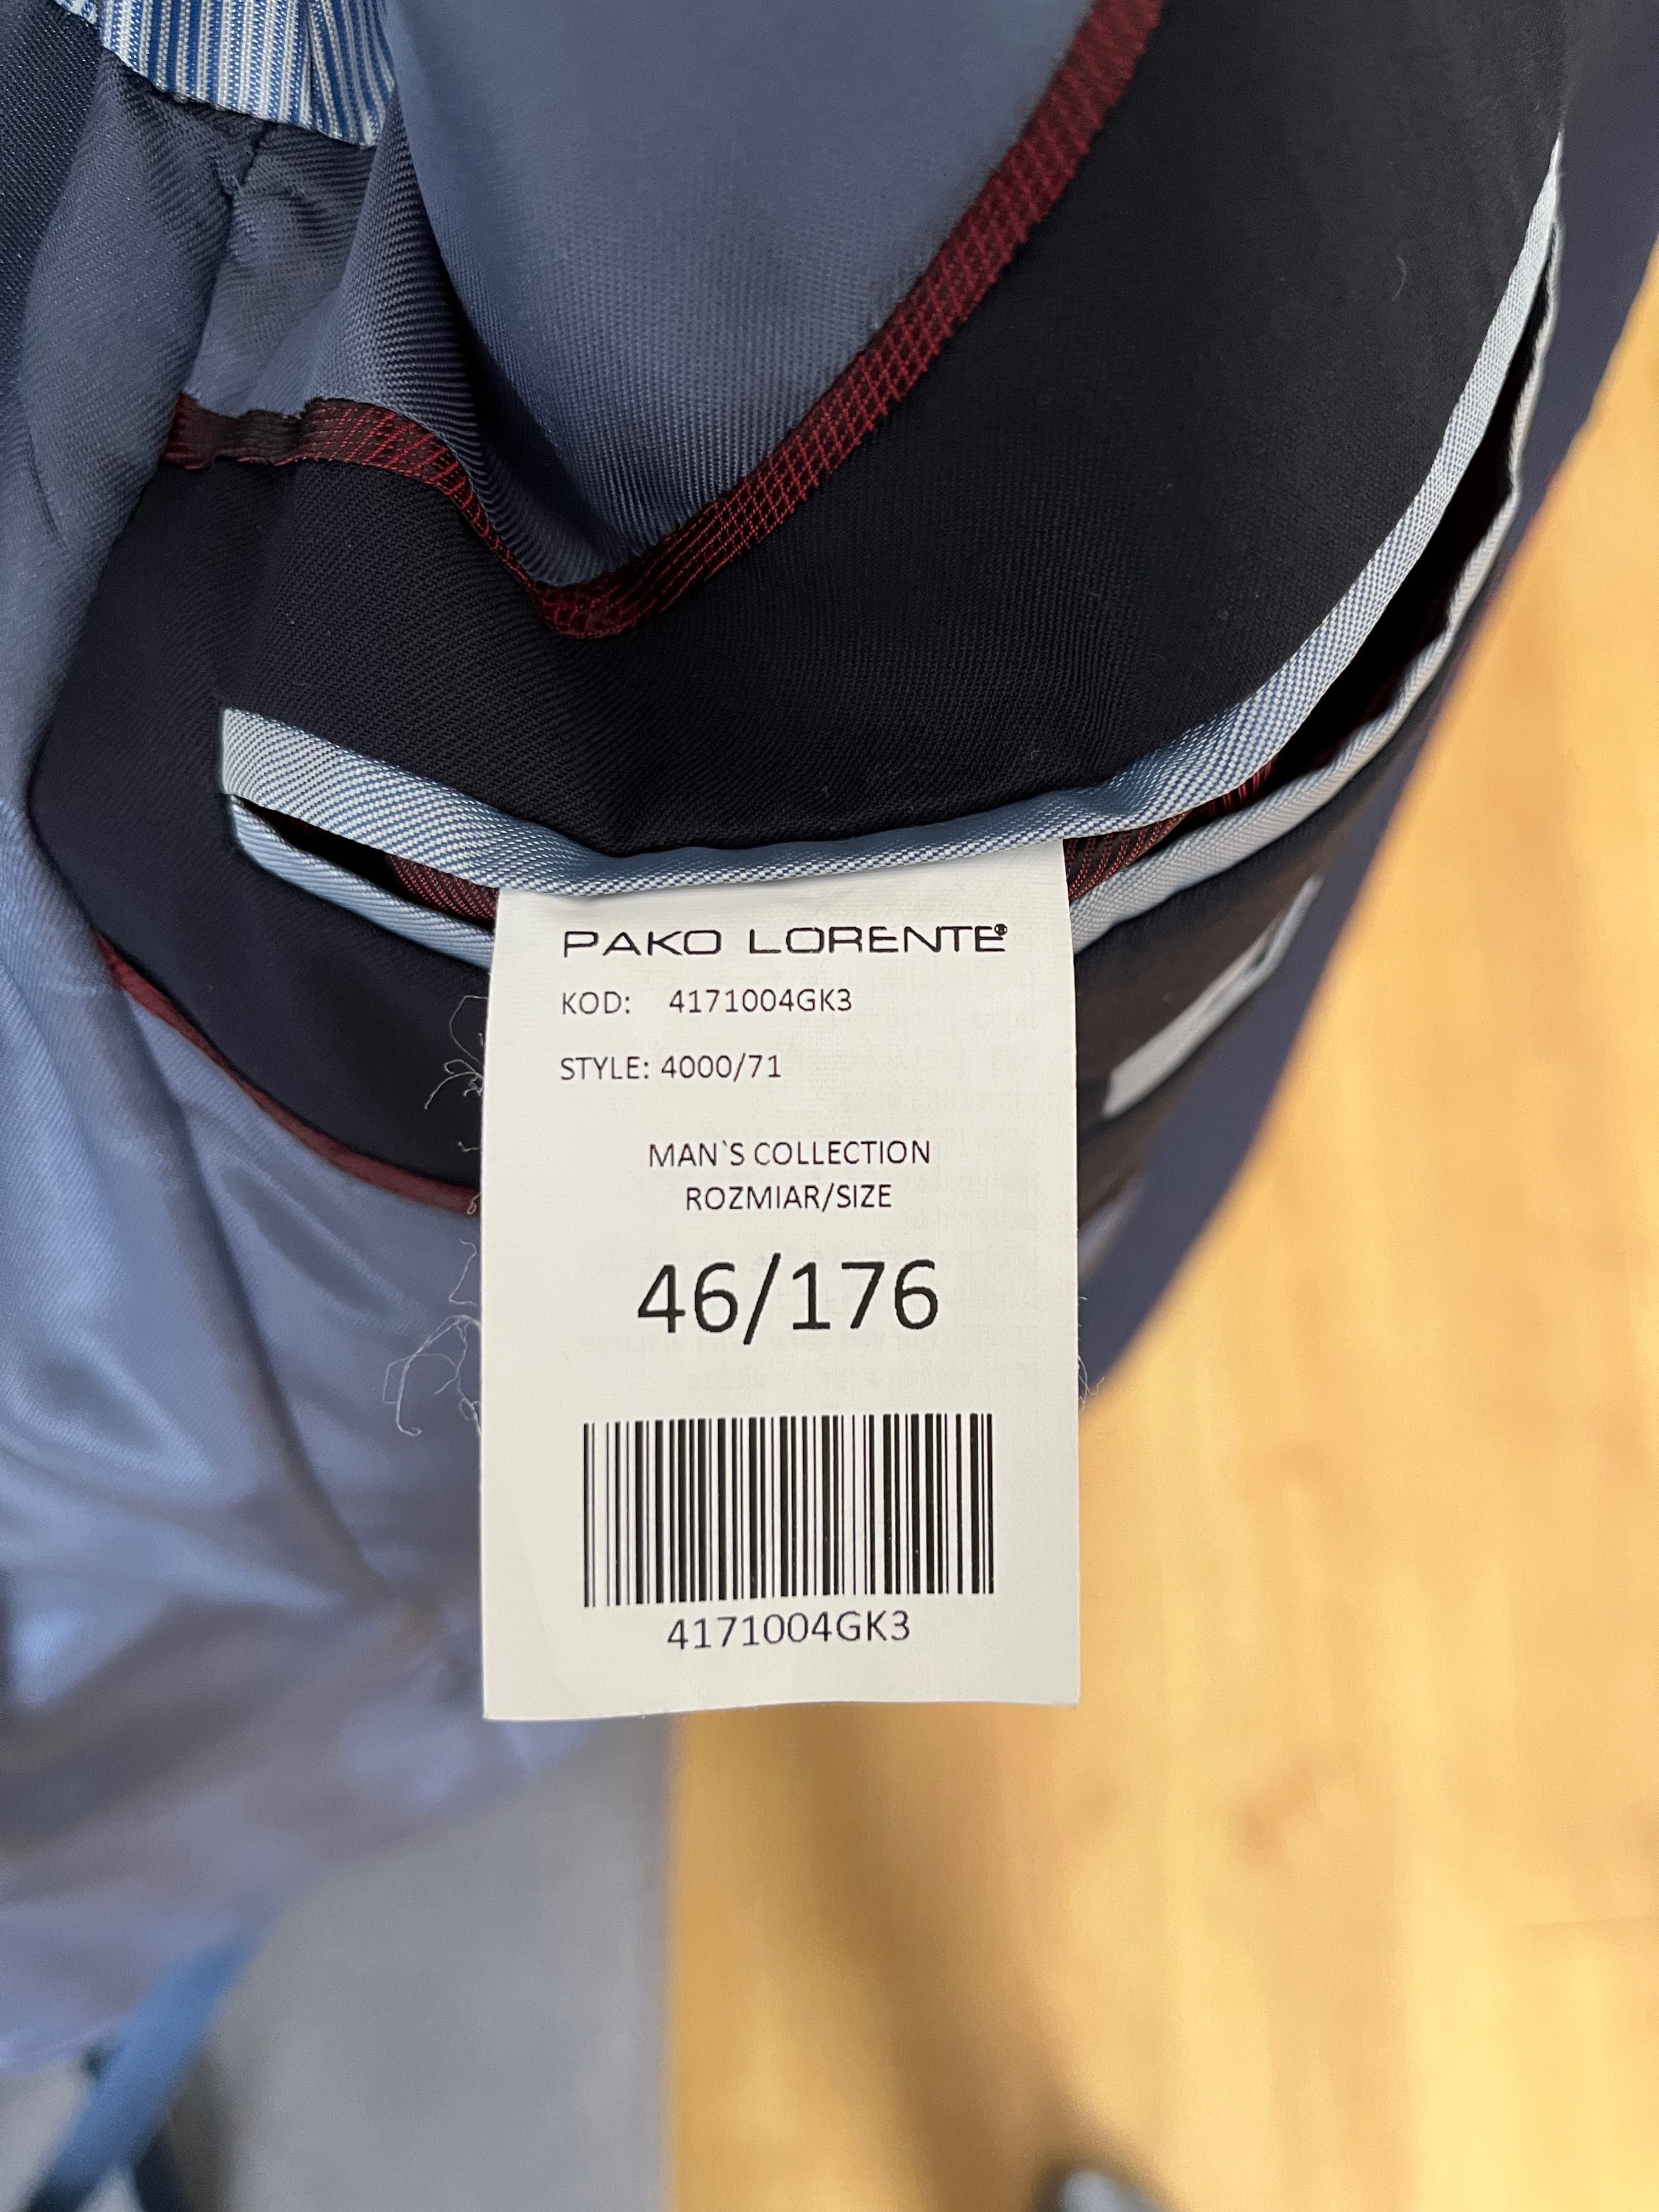 PAKO LORENTE®
KOD: 4171004GK3
STYLE: 4000/71
MAN`S COLLECTION
ROZMIAR/SIZE
46/176
4171004GK3